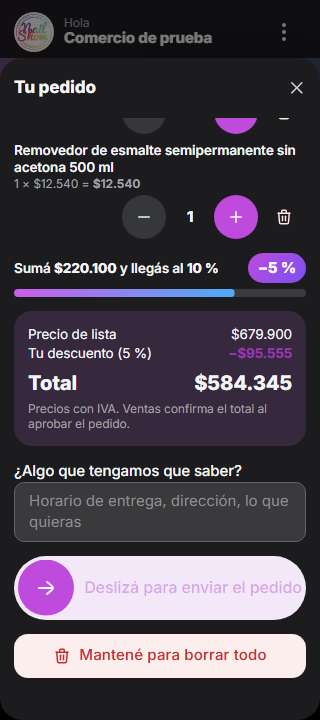 Nail Show
Hola
Comercio de prueba
Tu pedido
Removedor de esmalte semipermanente sin
acetona 500 ml
1 × $12.540 = $12.540
− 1 +
Sumá $220.100 y llegás al 10 % −5 %
Precio de lista $679.900
Tu descuento (5 %) −$95.555
Total $584.345
Precios con IVA. Ventas confirma el total al
aprobar el pedido.
¿Algo que tengamos que saber?
Horario de entrega, dirección, lo que
quieras
Deslizá para enviar el pedido
Mantené para borrar todo